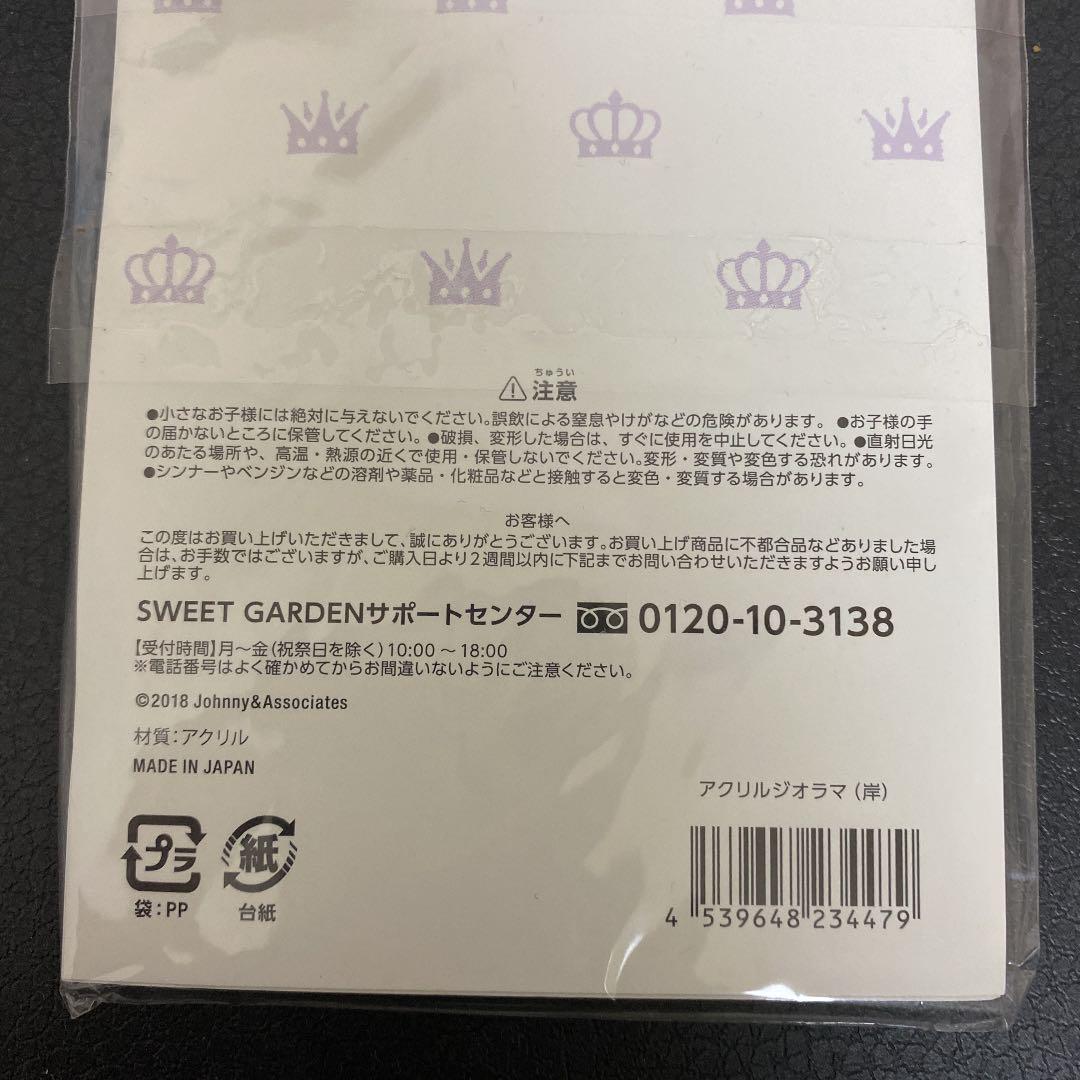 ちゅうい
注意
●小さなお子様には絶対に与えないでください。誤飲による窒息やけがなどの危険があります。 ●お子様の手
の届かないところに保管してください。●破損、変形した場合は、すぐに使用を中止してください。●直射日光
のあたる場所や、高温・熱源の近くで使用・保管しないでください。変形・変質や変色する恐れがあります。
●シンナーやベンジンなどの溶剤や薬品・化粧品などと接触すると変色・変質する場合があります。
お客様へ
この度はお買い上げいただきまして、誠にありがとうございます。お買い上げ商品に不都合品などありました場
合は、お手数ではございますが、ご購入日より2週間以内に下記までお問い合わせいただきますようお願い申し
上げます。
SWEET GARDENサポートセンター 0120-10-3138
【受付時間】月〜金(祝祭日を除く)10:00〜18:00
※電話番号はよく確かめてからお間違いないようにご注意ください。
©2018 Johnny&Associates
材質:アクリル
MADE IN JAPAN
アクリルジオラマ(岸)
プラ
紙
袋:PP
台紙
4 539648 234479